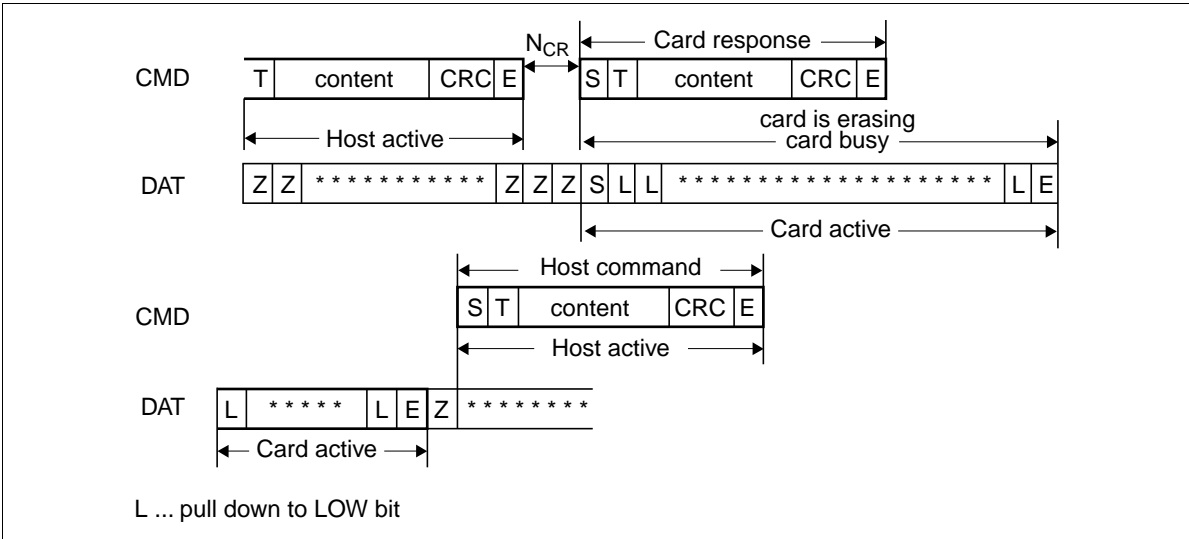 N_CR Card response
CMD T content CRC E S T content CRC E
Host active
card is erasing
card busy
DAT Z Z * * * * * * * * * * * Z Z Z S L L * * * * * * * * * * * * * * * * * * * * L E
Card active
Host command
CMD S T content CRC E
Host active
DAT L * * * * * L E Z * * * * * * * *
Card active
L ... pull down to LOW bit